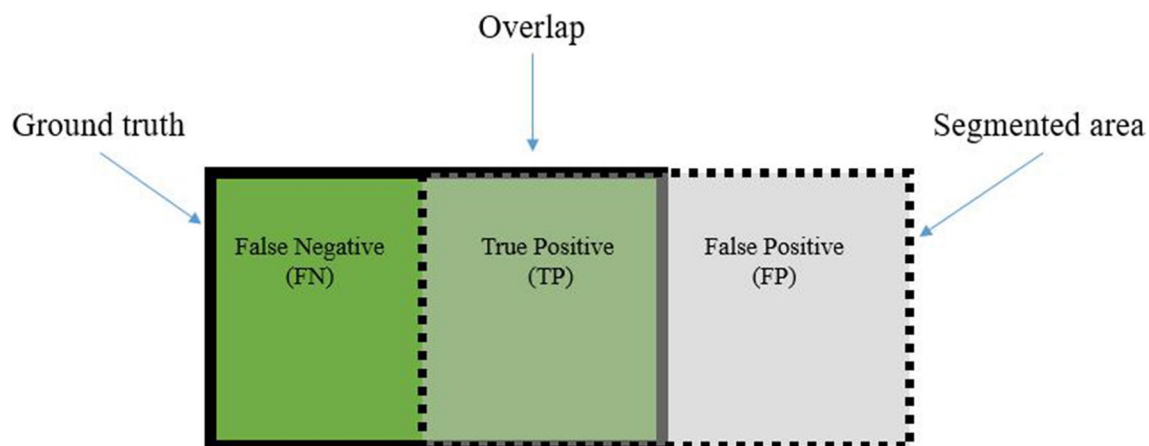 Overlap
Ground truth
Segmented area
False Negative
(FN)
True Positive
(TP)
False Positive
(FP)